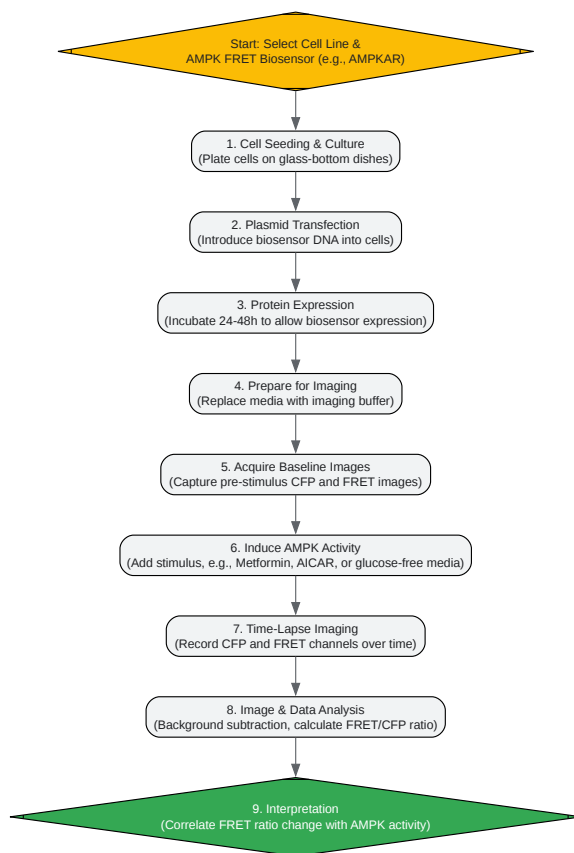 Start: Select Cell Line &
AMPK FRET Biosensor (e.g., AMPKAR)
1. Cell Seeding & Culture
(Plate cells on glass-bottom dishes)
2. Plasmid Transfection
(Introduce biosensor DNA into cells)
3. Protein Expression
(Incubate 24-48h to allow biosensor expression)
4. Prepare for Imaging
(Replace media with imaging buffer)
5. Acquire Baseline Images
(Capture pre-stimulus CFP and FRET images)
6. Induce AMPK Activity
(Add stimulus, e.g., Metformin, AICAR, or glucose-free media)
7. Time-Lapse Imaging
(Record CFP and FRET channels over time)
8. Image & Data Analysis
(Background subtraction, calculate FRET/CFP ratio)
9. Interpretation
(Correlate FRET ratio change with AMPK activity)